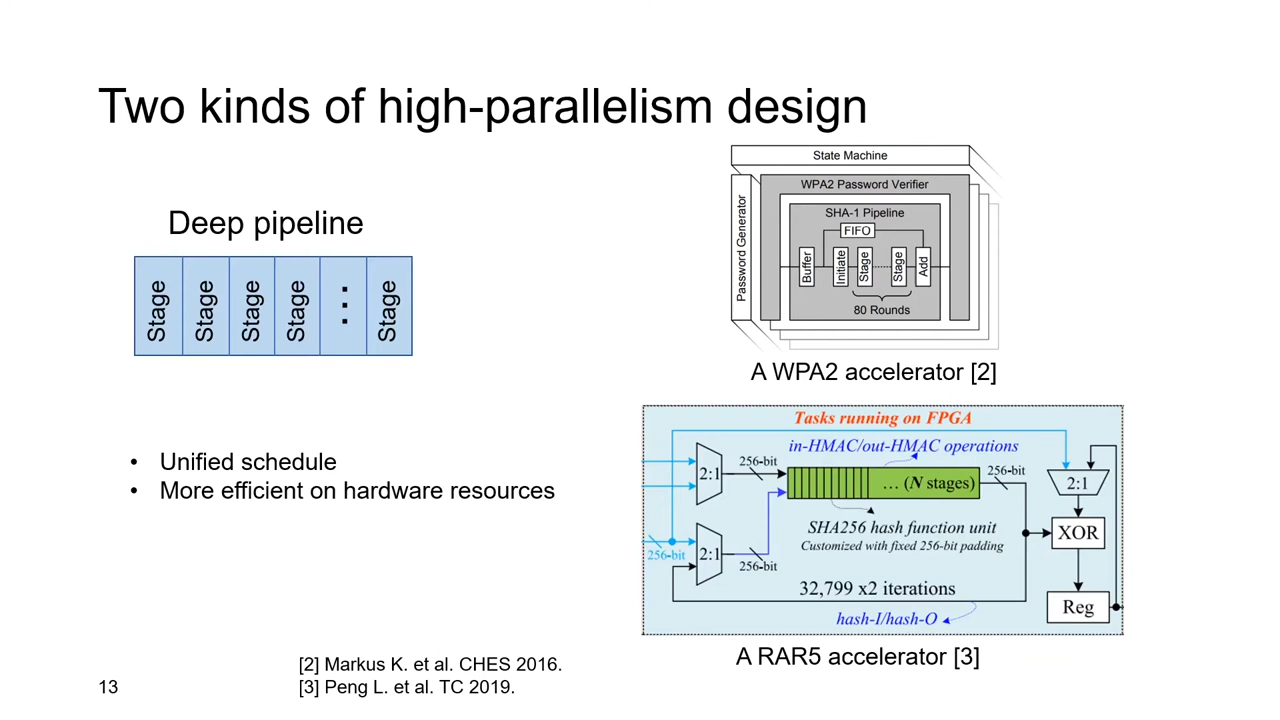 Two kinds of high-parallelism design
Deep pipeline
Stage
Stage
Stage
Stage
...
Stage
• Unified schedule
• More efficient on hardware resources
State Machine
Password Generator
WPA2 Password Verifier
SHA-1 Pipeline
FIFO
Buffer
Initiate
Stage
Stage
Add
80 Rounds
A WPA2 accelerator [2]
Tasks running on FPGA
in-HMAC/out-HMAC operations
2:1
256-bit
... (N stages)
256-bit
2:1
SHA256 hash function unit
Customized with fixed 256-bit padding
XOR
256-bit
2:1
256-bit
32,799 x2 iterations
Reg
hash-I/hash-O
A RAR5 accelerator [3]
[2] Markus K. et al. CHES 2016.
[3] Peng L. et al. TC 2019.
13